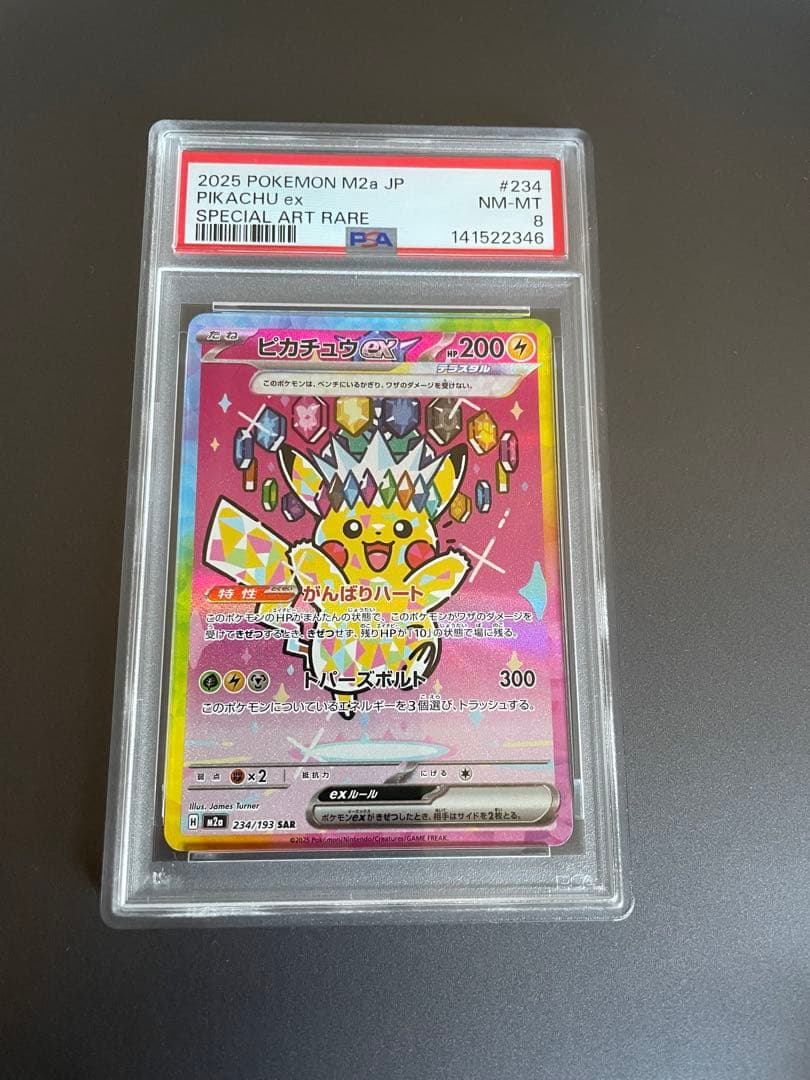 2025 POKEMON M2a JP #234
PIKACHU ex NM-MT
SPECIAL ART RARE 8
PSA 141522346
たね ピカチュウex HP200
テラスタル
このポケモンは、ベンチにいるかぎり、ワザのダメージを受けない。
特性 がんばりハート
このポケモンのHPがまんたんの状態で、このポケモンがワザのダメージを
受けてきぜつするとき、きぜつせず、残りHPが「10」の状態で場に残る。
トパーズボルト 300
このポケモンについているエネルギーを3個選び、トラッシュする。
弱点 ×2 抵抗力 にげる
exルール
ポケモンexがきぜつしたとき、相手はサイドを2枚とる。
Illus. James Turner
H M2a 234/193 SAR
©2025 Pokémon/Nintendo/Creatures/GAME FREAK.